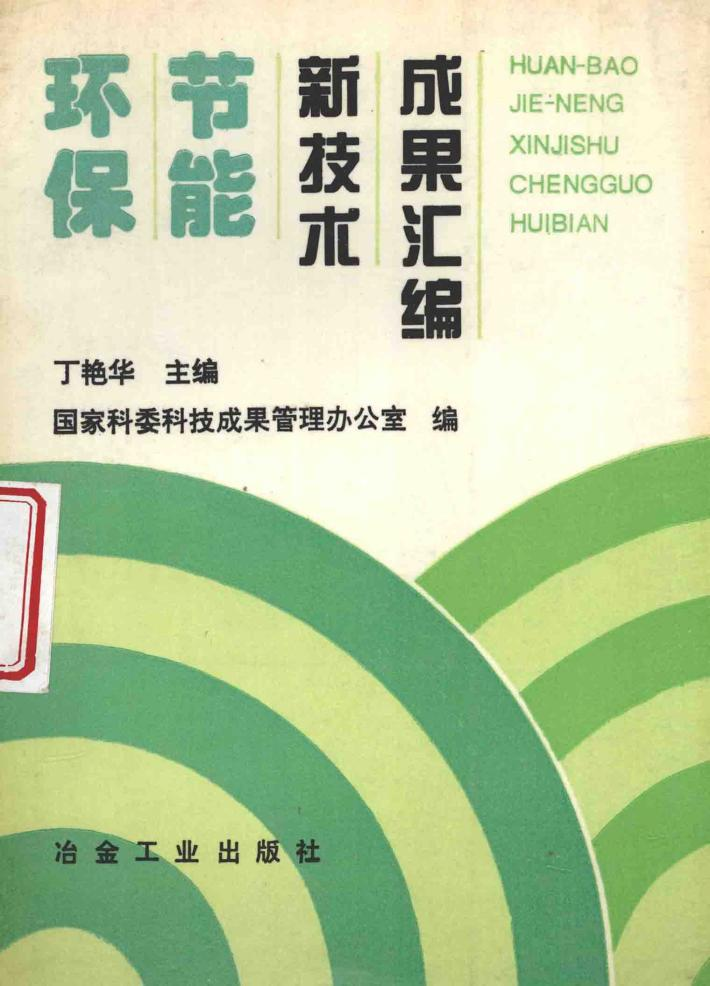 环保
节能
新技术
成果汇编
HUAN-BAO
JIE-NENG
XINJISHU
CHENGGUO
HUIBIAN
丁艳华 主编
国家科委科技成果管理办公室 编
冶金工业出版社